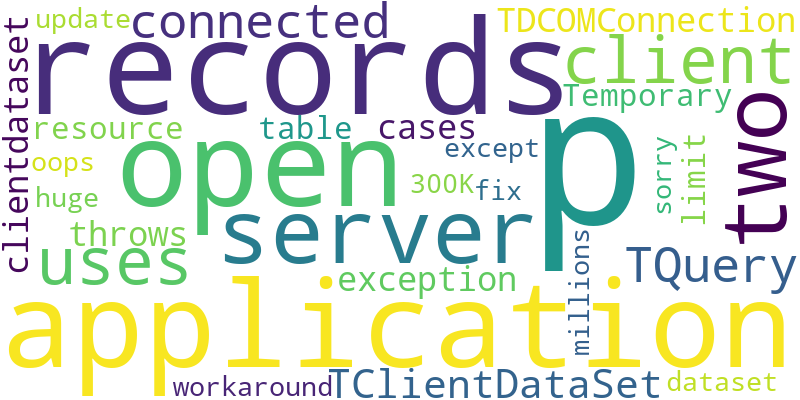 update
connected
TDCOMConnection
records
client
clientdataset
Temporary
two
resource
table
cases
open
p
except
sorry
limit
oops
300K
fix
huge
server
throws
uses
millions
TQuery
exception
application
workaround
TClientDataSet
dataset